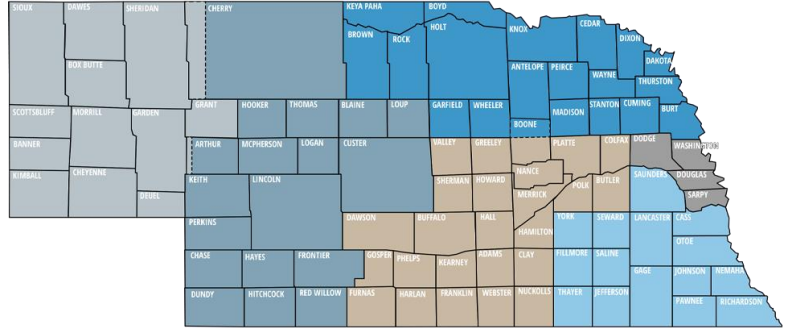 SIOUX
DAWES
SHERIDAN
CHERRY
KEYA PAHA
BOYD
BROWN
ROCK
HOLT
KNOX
CEDAR
DIXON
DAKOTA
BOX BUTTE
ANTELOPE
PEIRCE
WAYNE
THURSTON
SCOTTSBLUFF
MORRILL
GARDEN
GRANT
HOOKER
THOMAS
BLAINE
LOUP
GARFIELD
WHEELER
BOONE
MADISON
STANTON
CUMING
BURT
BANNER
ARTHUR
MCPHERSON
LOGAN
CUSTER
VALLEY
GREELEY
PLATTE
COLFAX
DODGE
WASHINGTON
KIMBALL
CHEYENNE
DEUEL
KEITH
LINCOLN
SHERMAN
HOWARD
NANCE
MERRICK
POLK
BUTLER
SAUNDERS
DOUGLAS
SARPY
PERKINS
DAWSON
BUFFALO
HALL
HAMILTON
YORK
SEWARD
LANCASTER
CASS
OTOE
CHASE
HAYES
FRONTIER
GOSPER
PHELPS
KEARNEY
ADAMS
CLAY
FILLMORE
SALINE
GAGE
JOHNSON
NEMAHA
DUNDY
HITCHCOCK
RED WILLOW
FURNAS
HARLAN
FRANKLIN
WEBSTER
NUCKOLLS
THAYER
JEFFERSON
PAWNEE
RICHARDSON